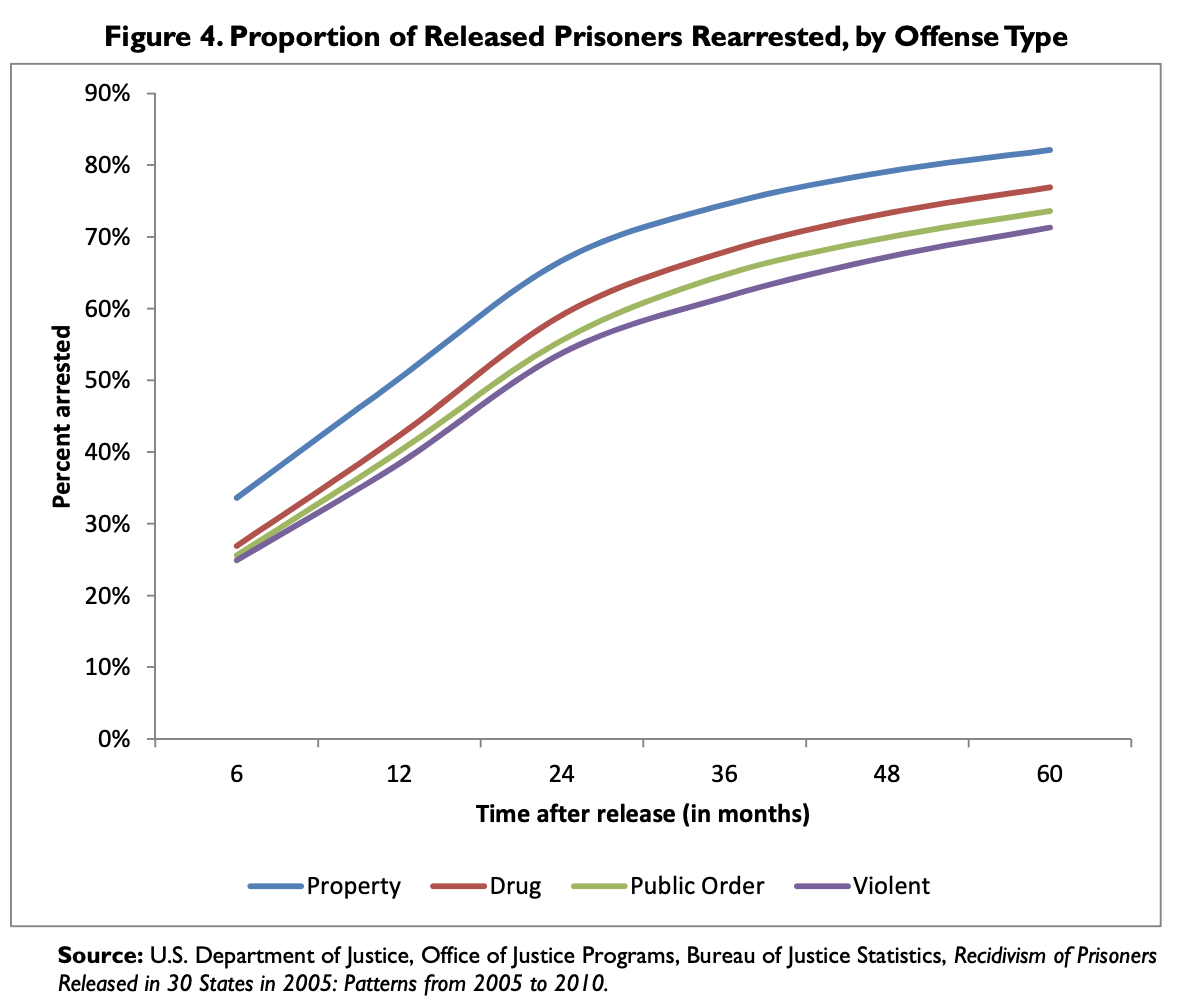 Figure 4. Proportion of Released Prisoners Rearrested, by Offense Type
90%
80%
70%
60%
50%
40%
30%
20%
10%
0%
Percent arrested
6 12 24 36 48 60
Time after release (in months)
Property Drug Public Order Violent
Source: U.S. Department of Justice, Office of Justice Programs, Bureau of Justice Statistics, Recidivism of Prisoners
Released in 30 States in 2005: Patterns from 2005 to 2010.